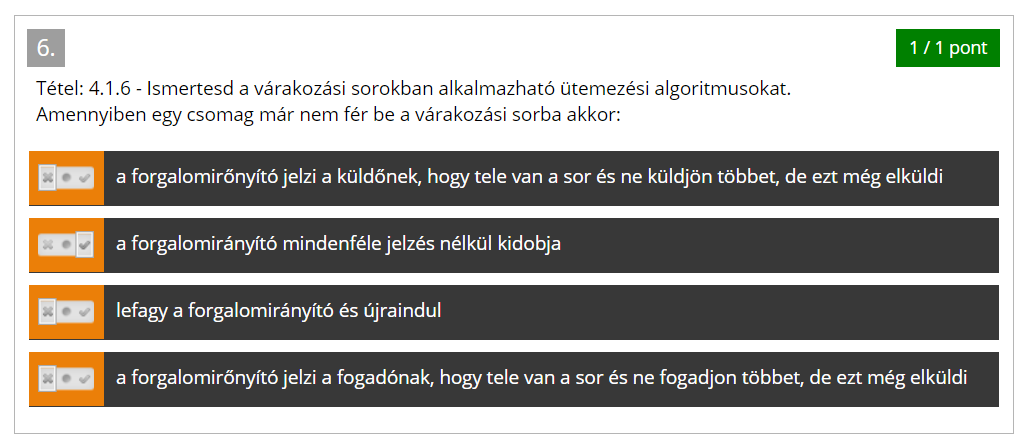 6.
1 / 1 pont
Tétel: 4.1.6 - Ismertesd a várakozási sorokban alkalmazható ütemezési algoritmusokat.
Amennyiben egy csomag már nem fér be a várakozási sorba akkor:
a forgalomirőnyító jelzi a küldőnek, hogy tele van a sor és ne küldjön többet, de ezt még elküldi
a forgalomirányító mindenféle jelzés nélkül kidobja
lefagy a forgalomirányító és újraindul
a forgalomirőnyító jelzi a fogadónak, hogy tele van a sor és ne fogadjon többet, de ezt még elküldi